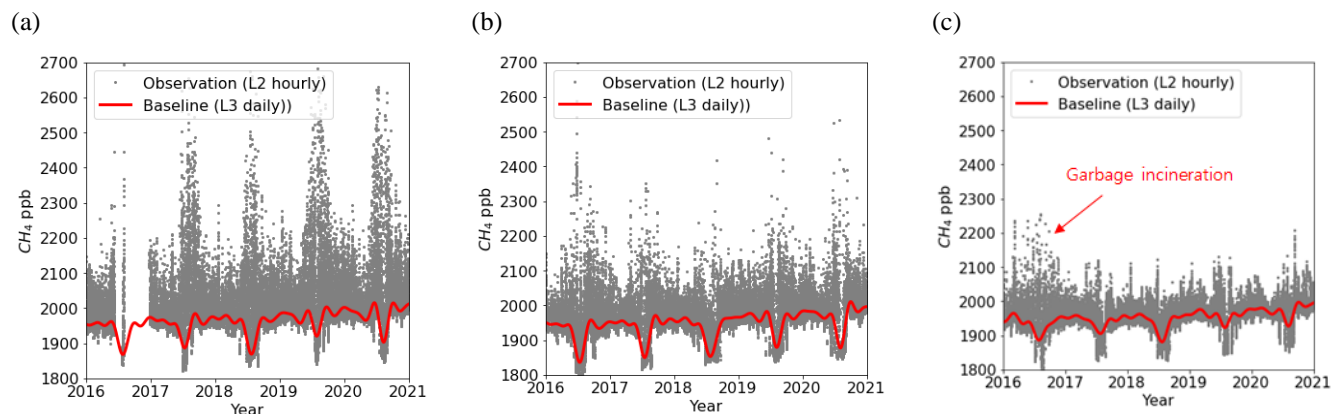 (a)
2700
2600
2500
2400
2300
2200
2100
2000
1900
1800
CH4 ppb
Observation (L2 hourly)
Baseline (L3 daily))
2016 2017 2018 2019 2020 2021
Year
(b)
2700
2600
2500
2400
2300
2200
2100
2000
1900
1800
CH4 ppb
Observation (L2 hourly)
Baseline (L3 daily))
2016 2017 2018 2019 2020 2021
Year
(c)
2700
2600
2500
2400
2300
2200
2100
2000
1900
1800
CH4 ppb
Observation (L2 hourly)
Baseline (L3 daily))
Garbage incineration
2016 2017 2018 2019 2020 2021
Year